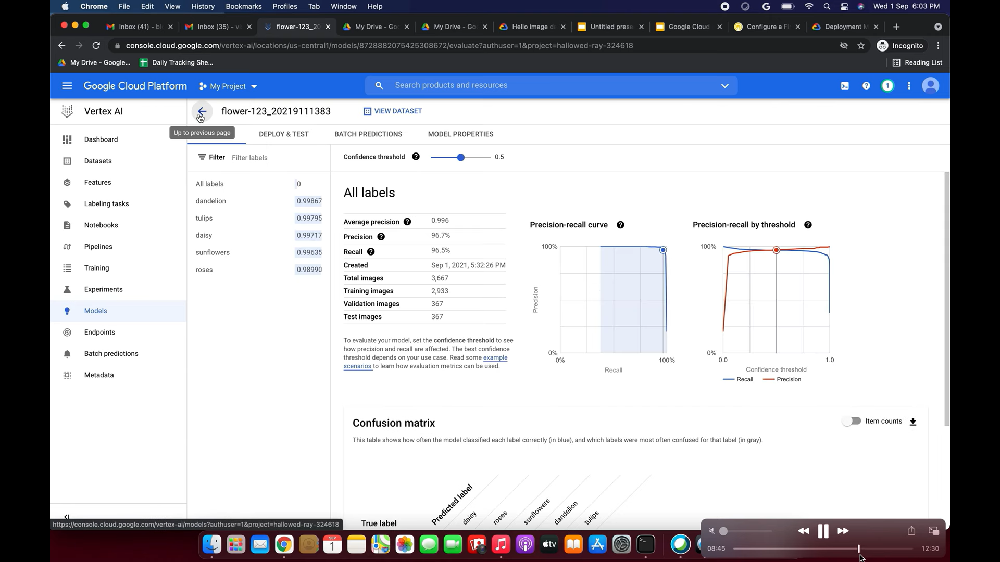 Chrome File Edit View History Bookmarks Profiles Tab Window Help Wed 1 Sep 6:03 PM
Inbox (41) - bl Inbox (35) - vi flower-123_20 My Drive - Go My Drive - Go Hello image d Untitled prese Google Cloud Configure a Fi Deployment M
console.cloud.google.com/vertex-ai/locations/us-central1/models/8728882075425308672/evaluate?authuser=1&project=hallowed-ray-324618 Incognito
My Drive - Google... Daily Tracking She... Reading List
Google Cloud Platform My Project Search products and resources 1
Vertex AI flower-123_20219111383 VIEW DATASET
Up to previous page
DEPLOY & TEST BATCH PREDICTIONS MODEL PROPERTIES
Dashboard
Datasets
Features
Labeling tasks
Notebooks
Pipelines
Training
Experiments
Models
Endpoints
Batch predictions
Metadata
Filter Filter labels
All labels 0
dandelion 0.99867
tulips 0.99795
daisy 0.99717
sunflowers 0.99635
roses 0.98990
Confidence threshold ? 0.5
All labels
Average precision ? 0.996
Precision ? 96.7%
Recall ? 96.5%
Created Sep 1, 2021, 5:32:26 PM
Total images 3,667
Training images 2,933
Validation images 367
Test images 367
To evaluate your model, set the confidence threshold to see
how precision and recall are affected. The best confidence
threshold depends on your use case. Read some example
scenarios to learn how evaluation metrics can be used.
Precision-recall curve ?
100%
Precision
0%
0% 100%
Recall
Precision-recall by threshold ?
100%
0%
0.0 1.0
Confidence threshold
Recall Precision
Confusion matrix Item counts
This table shows how often the model classified each label correctly (in blue), and which labels were most often confused for that label (in gray).
True label Predicted label daisy roses sunflowers dandelion tulips
https://console.cloud.google.com/vertex-ai/models?authuser=1&project=hallowed-ray-324618
SEP
1
tv
08:45 12:30